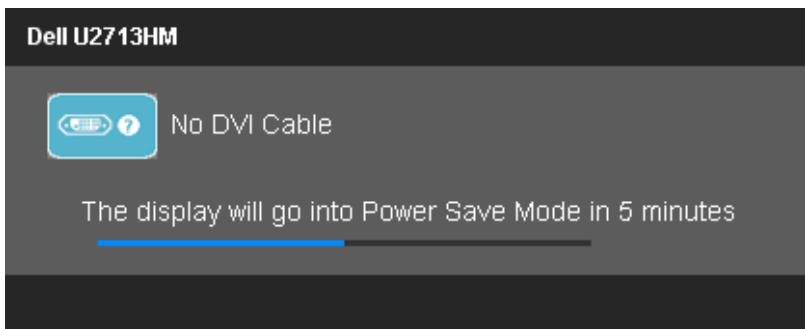 Dell U2713HM
? No DVI Cable
The display will go into Power Save Mode in 5 minutes